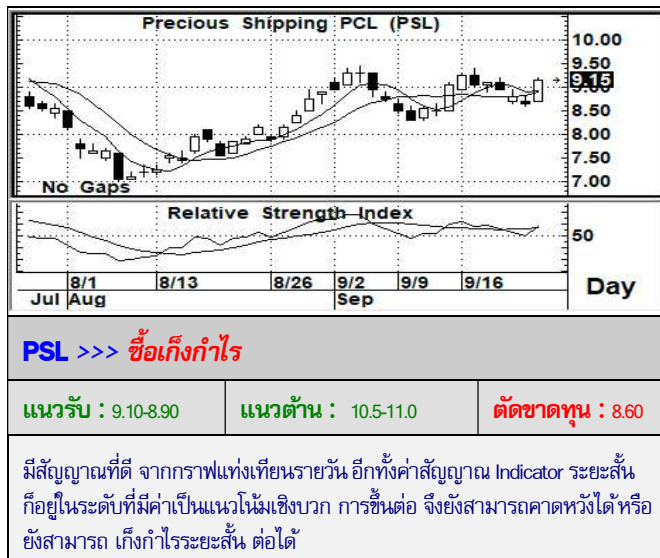 Precious Shipping PCL (PSL)
10.00
9.50
9.15
9.00
8.50
8.00
7.50
7.00
No Gaps
Relative Strength Index
50
8/1 8/13 8/26 9/2 9/9 9/16
Jul Aug Sep
Day
PSL >>> ซื้อเก็งกำไร
แนวรับ : 9.10-8.90 แนวต้าน : 10.5-11.0 ตัดขาดทุน : 8.60
มีสัญญาณที่ดี จากกราฟแท่งเทียนรายวัน อีกทั้งค่าสัญญาณ Indicator ระยะสั้น
ก็อยู่ในระดับที่มีค่าเป็นแนวโน้มเชิงบวก การขึ้นต่อ จึงยังสามารถคาดหวังได้หรือ
ยังสามารถ เก็งกำไรระยะสั้น ต่อได้